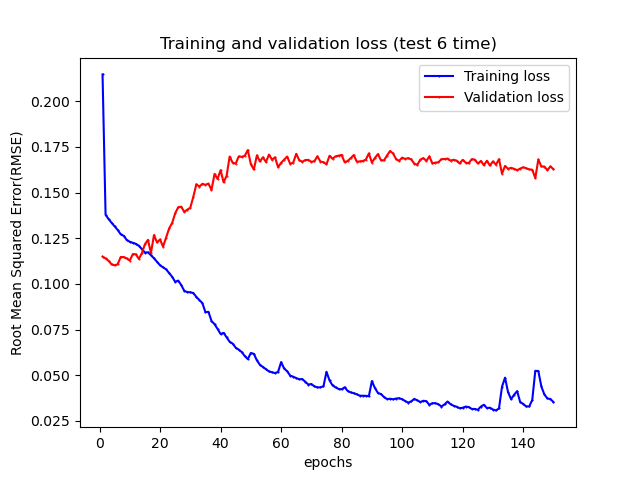 Training and validation loss (test 6 time)
Training loss
Validation loss
Root Mean Squared Error(RMSE)
0.200
0.175
0.150
0.125
0.100
0.075
0.050
0.025
0 20 40 60 80 100 120 140
epochs